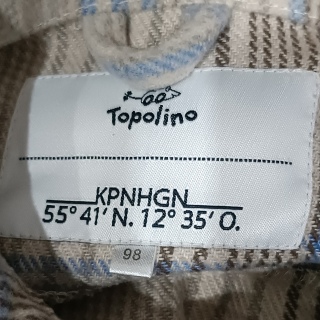 Topolino
KPNHGN
55° 41' N. 12° 35' O.
98